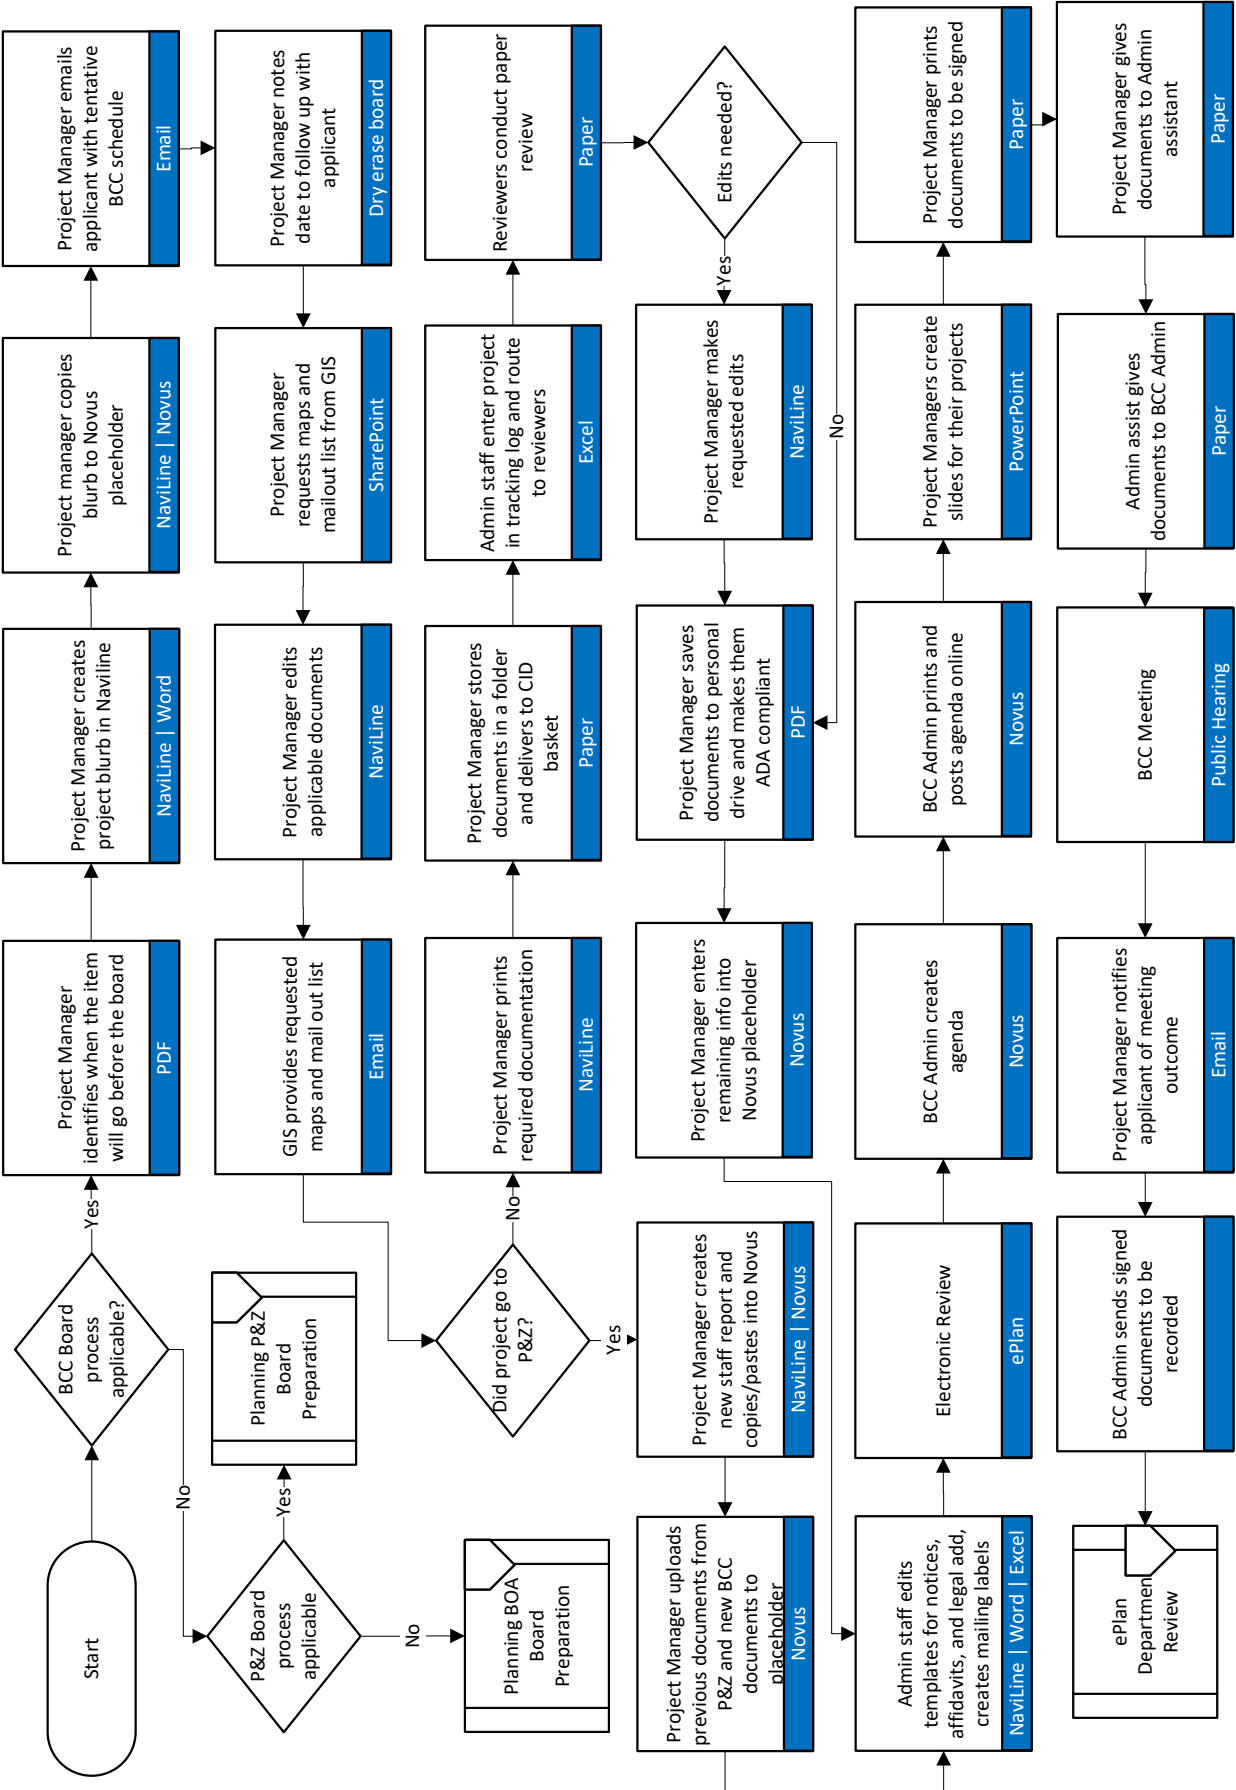 Start
BCC Board
process
applicable?
Yes
No
Project Manager
identifies when the item
will go before the board
PDF
Project Manager creates
project blurb in Naviline
NaviLine | Word
Project manager copies
blurb to Novus
placeholder
NaviLine | Novus
Project Manager emails
applicant with tentative
BCC schedule
Email
P&Z Board
process
applicable
Yes
No
Planning P&Z
Board
Preparation
Planning BOA
Board
Preparation
Project Manager notes
date to follow up with
applicant
Dry erase board
Project Manager
requests maps and
mailout list from GIS
SharePoint
Project Manager edits
applicable documents
NaviLine
GIS provides requested
maps and mail out list
Email
Did project go to
P&Z?
No
Yes
Project Manager prints
required documentation
NaviLine
Project Manager stores
documents in a folder
and delivers to CID
basket
Paper
Admin staff enter project
in tracking log and route
to reviewers
Excel
Reviewers conduct paper
review
Paper
Edits needed?
Yes
No
Project Manager makes
requested edits
NaviLine
Project Manager saves
documents to personal
drive and makes them
ADA compliant
PDF
Project Manager enters
remaining info into
Novus placeholder
Novus
Project Manager creates
new staff report and
copies/pastes into Novus
NaviLine | Novus
Project Manager uploads
previous documents from
P&Z and new BCC
documents to
placeholder
Novus
Admin staff edits
templates for notices,
affidavits, and legal add,
creates mailing labels
NaviLine | Word | Excel
Electronic Review
ePlan
BCC Admin creates
agenda
Novus
BCC Admin prints and
posts agenda online
Novus
Project Managers create
slides for their projects
PowerPoint
Project Manager prints
documents to be signed
Paper
Project Manager gives
documents to Admin
assistant
Paper
Admin assist gives
documents to BCC Admin
Paper
BCC Meeting
Public Hearing
Project Manager notifies
applicant of meeting
outcome
Email
BCC Admin sends signed
documents to be
recorded
ePlan
Departmen
Review